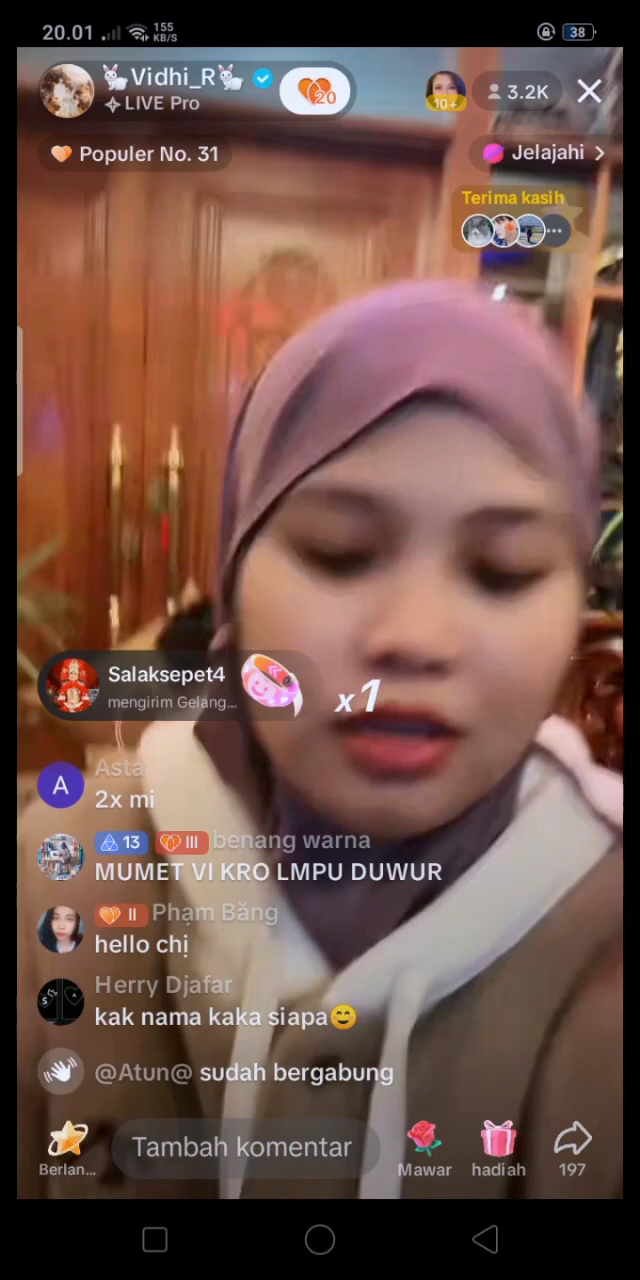 20.01
155
KB/S
38
🐇Vidhi_R🐇
LIVE Pro
20
10+
3.2K
Populer No. 31
Jelajahi >
Terima kasih
Salaksepet4
mengirim Gelang...
x1
A
Asta
2x mi
13 III benang warna
MUMET VI KRO LMPU DUWUR
II Phạm Băng
hello chị
Herry Djafar
kak nama kaka siapa😊
@Atun@ sudah bergabung
Berlan...
Tambah komentar
Mawar
hadiah
197